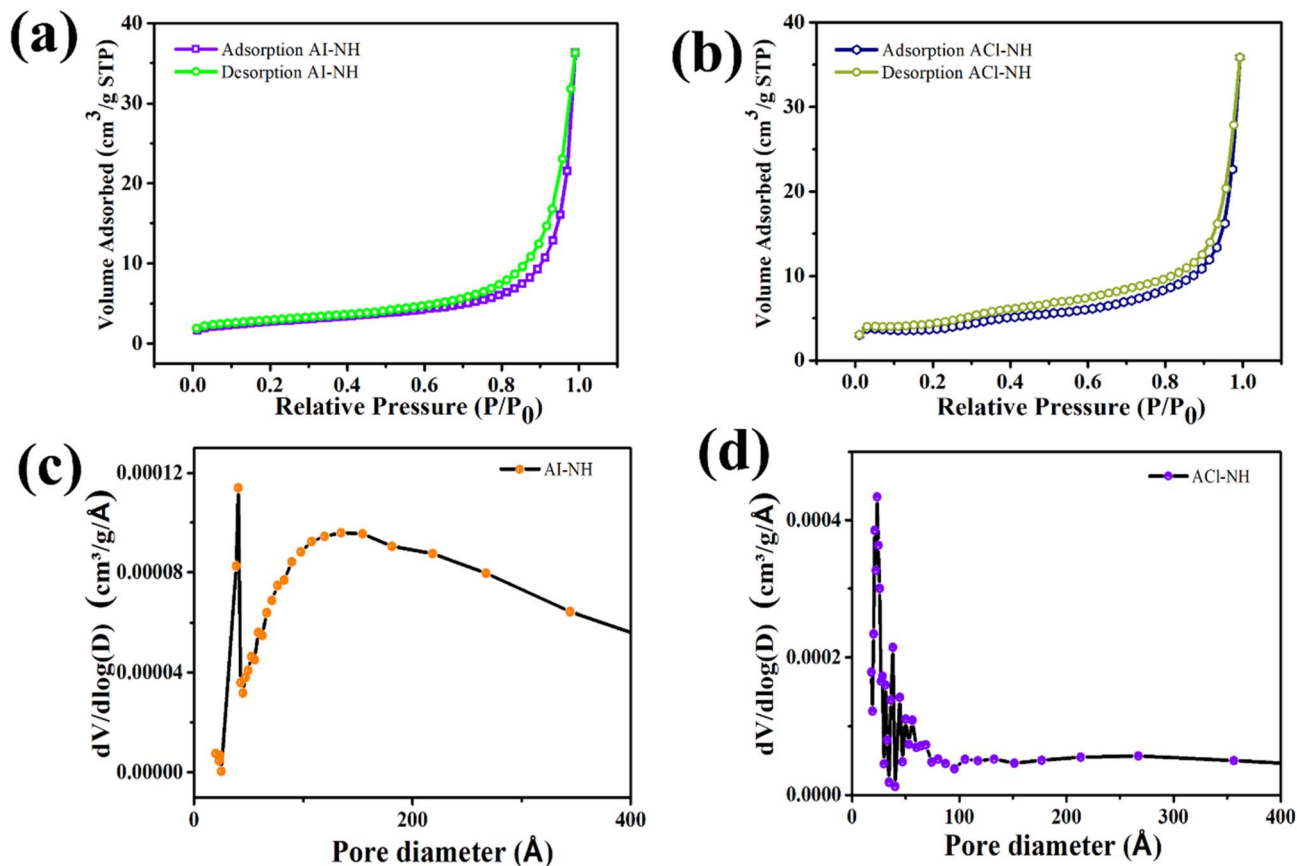 (a)
40
30
20
10
0
Volume Adsorbed (cm³/g STP)
Adsorption AI-NH
Desorption AI-NH
0.0 0.2 0.4 0.6 0.8 1.0
Relative Pressure (P/P₀)
(b)
40
30
20
10
0
Volume Adsorbed (cm³/g STP)
Adsorption ACl-NH
Desorption ACl-NH
0.0 0.2 0.4 0.6 0.8 1.0
Relative Pressure (P/P₀)
(c)
0.00012
0.00008
0.00004
0.00000
dV/dlog(D) (cm³/g/Å)
AI-NH
0 200 400
Pore diameter (Å)
(d)
0.0004
0.0002
0.0000
dV/dlog(D) (cm³/g/Å)
ACl-NH
0 100 200 300 400
Pore diameter (Å)